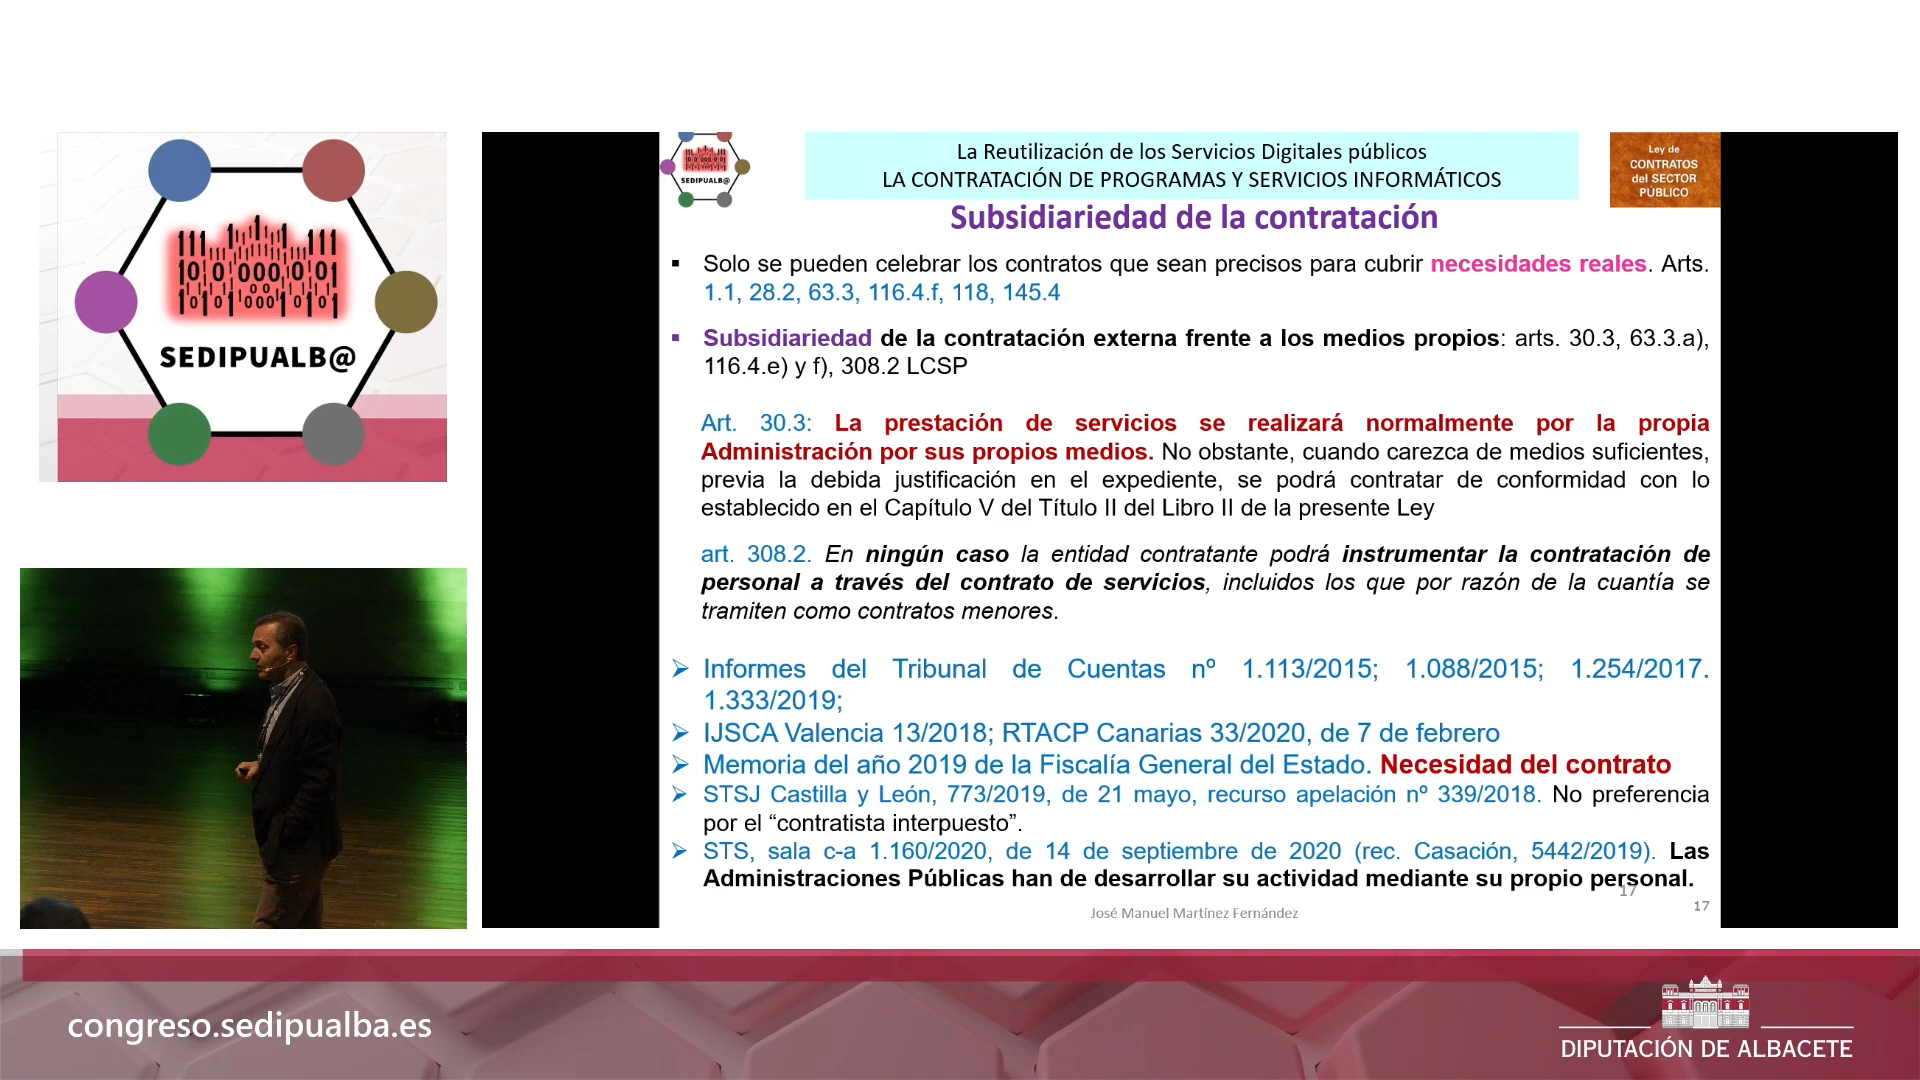 SEDIPUALB@
SEDIPUALB@
La Reutilización de los Servicios Digitales públicos
LA CONTRATACIÓN DE PROGRAMAS Y SERVICIOS INFORMÁTICOS
Ley de
CONTRATOS
del SECTOR
PÚBLICO
Subsidiariedad de la contratación
▪ Solo se pueden celebrar los contratos que sean precisos para cubrir necesidades reales. Arts.
1.1, 28.2, 63.3, 116.4.f, 118, 145.4
▪ Subsidiariedad de la contratación externa frente a los medios propios: arts. 30.3, 63.3.a),
116.4.e) y f), 308.2 LCSP
Art. 30.3: La prestación de servicios se realizará normalmente por la propia
Administración por sus propios medios. No obstante, cuando carezca de medios suficientes,
previa la debida justificación en el expediente, se podrá contratar de conformidad con lo
establecido en el Capítulo V del Título II del Libro II de la presente Ley
art. 308.2. En ningún caso la entidad contratante podrá instrumentar la contratación de
personal a través del contrato de servicios, incluidos los que por razón de la cuantía se
tramiten como contratos menores.
➢ Informes del Tribunal de Cuentas nº 1.113/2015; 1.088/2015; 1.254/2017.
1.333/2019;
➢ IJSCA Valencia 13/2018; RTACP Canarias 33/2020, de 7 de febrero
➢ Memoria del año 2019 de la Fiscalía General del Estado. Necesidad del contrato
➢ STSJ Castilla y León, 773/2019, de 21 mayo, recurso apelación nº 339/2018. No preferencia
por el “contratista interpuesto”.
➢ STS, sala c-a 1.160/2020, de 14 de septiembre de 2020 (rec. Casación, 5442/2019). Las
Administraciones Públicas han de desarrollar su actividad mediante su propio personal.
17
17
José Manuel Martínez Fernández
congreso.sedipualba.es
DIPUTACIÓN DE ALBACETE